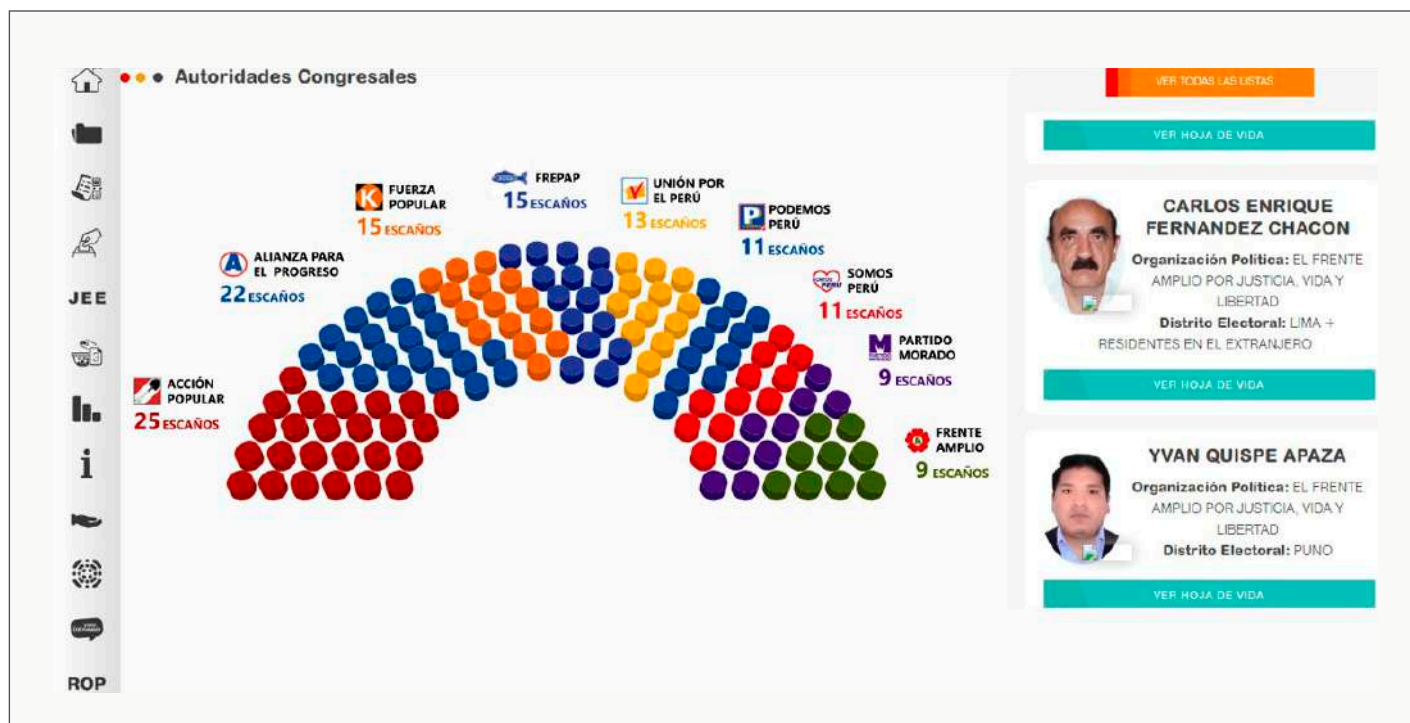 Autoridades Congresales
JEE
ROP
ACCIÓN
POPULAR
25 ESCAÑOS
ALIANZA PARA
EL PROGRESO
22 ESCAÑOS
FUERZA
POPULAR
15 ESCAÑOS
FREPAP
15 ESCAÑOS
UNIÓN POR
EL PERÚ
13 ESCAÑOS
PODEMOS
PERÚ
11 ESCAÑOS
SOMOS
PERÚ
11 ESCAÑOS
PARTIDO
MORADO
9 ESCAÑOS
FRENTE
AMPLIO
9 ESCAÑOS
VER TODAS LAS LISTAS
VER HOJA DE VIDA
CARLOS ENRIQUE
FERNANDEZ CHACON
Organización Política: EL FRENTE
AMPLIO POR JUSTICIA, VIDA Y
LIBERTAD
Distrito Electoral: LIMA +
RESIDENTES EN EL EXTRANJERO
VER HOJA DE VIDA
YVAN QUISPE APAZA
Organización Política: EL FRENTE
AMPLIO POR JUSTICIA, VIDA Y
LIBERTAD
Distrito Electoral: PUNO
VER HOJA DE VIDA